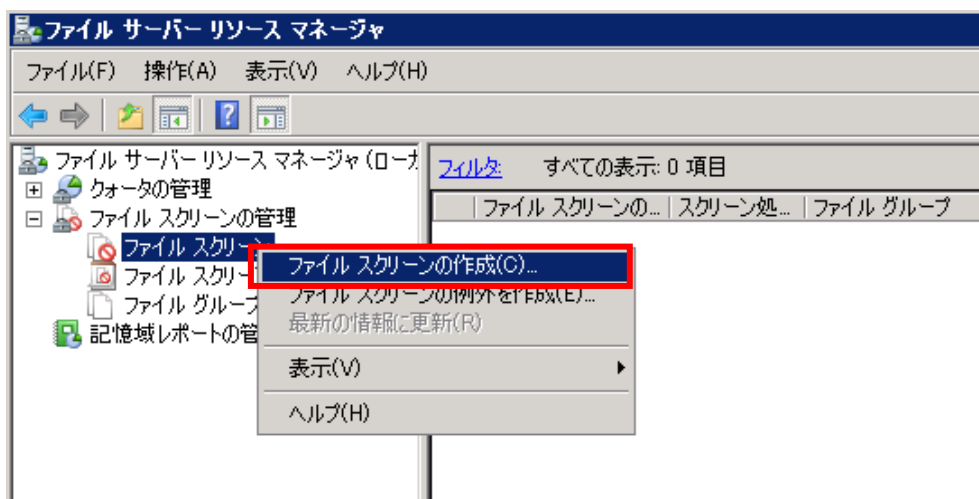 ファイル サーバー リソース マネージャ
ファイル(F) 操作(A) 表示(V) ヘルプ(H)
ファイル サーバー リソース マネージャ (ローカ
フィルタ: すべての表示: 0 項目
クォータの管理
ファイル スクリーンの... スクリーン処... ファイル グループ
ファイル スクリーンの管理
ファイル スクリーン
ファイル スクリー
ファイル グループ
記憶域レポートの管
ファイル スクリーンの作成(C)...
ファイル スクリーンの例外を作成(E)...
最新の情報に更新(R)
表示(V)
ヘルプ(H)